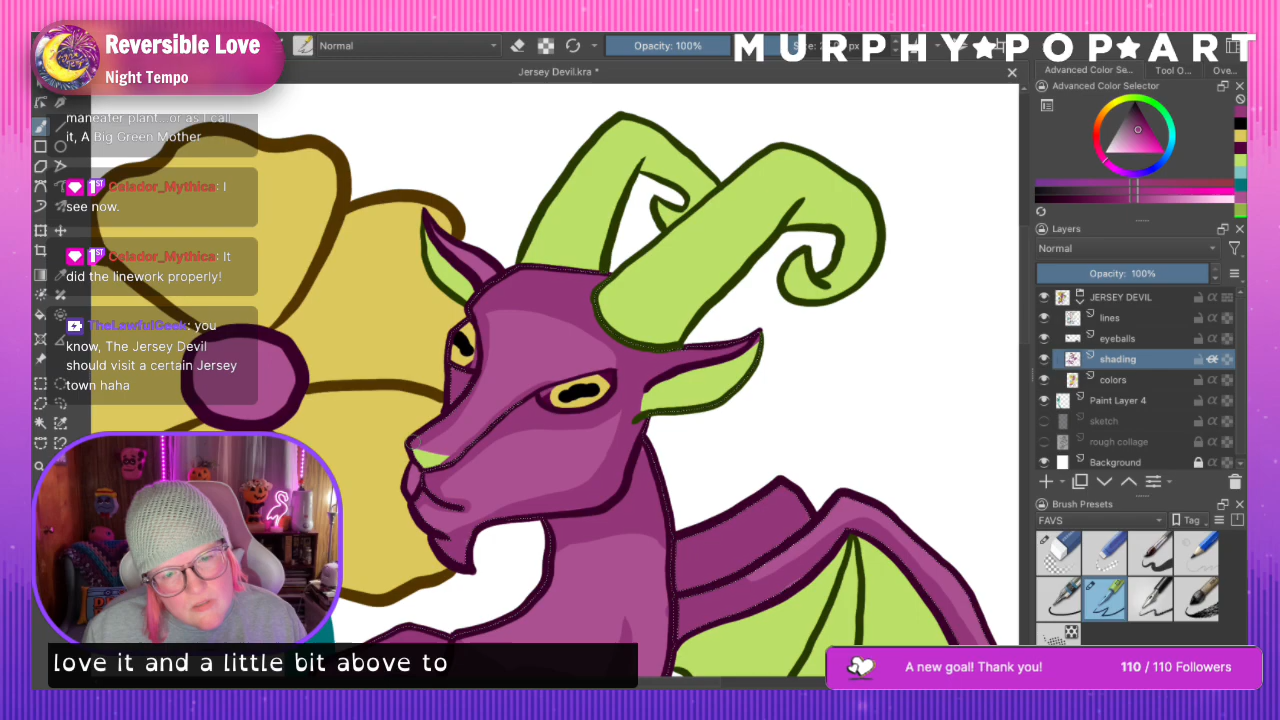 Reversible Love
Night Tempo
MURPHY★POP★ART
Normal
Opacity: 100%
Jersey Devil.kra *
Advanced Color Se...
Tool O...
Ove...
Advanced Color Selector
maneater plant...or as I call
it, A Big Green Mother
1ST Celador_Mythica: I
see now.
1ST Celador_Mythica: It
did the linework properly!
TheLawfulGeek: you
know, The Jersey Devil
should visit a certain Jersey
town haha
Layers
Normal
Opacity: 100%
JERSEY DEVIL
lines
eyeballs
shading
colors
Paint Layer 4
sketch
rough collage
Background
Brush Presets
FAVS
Tag
love it and a little bit above to
A new goal! Thank you!
110 / 110 Followers